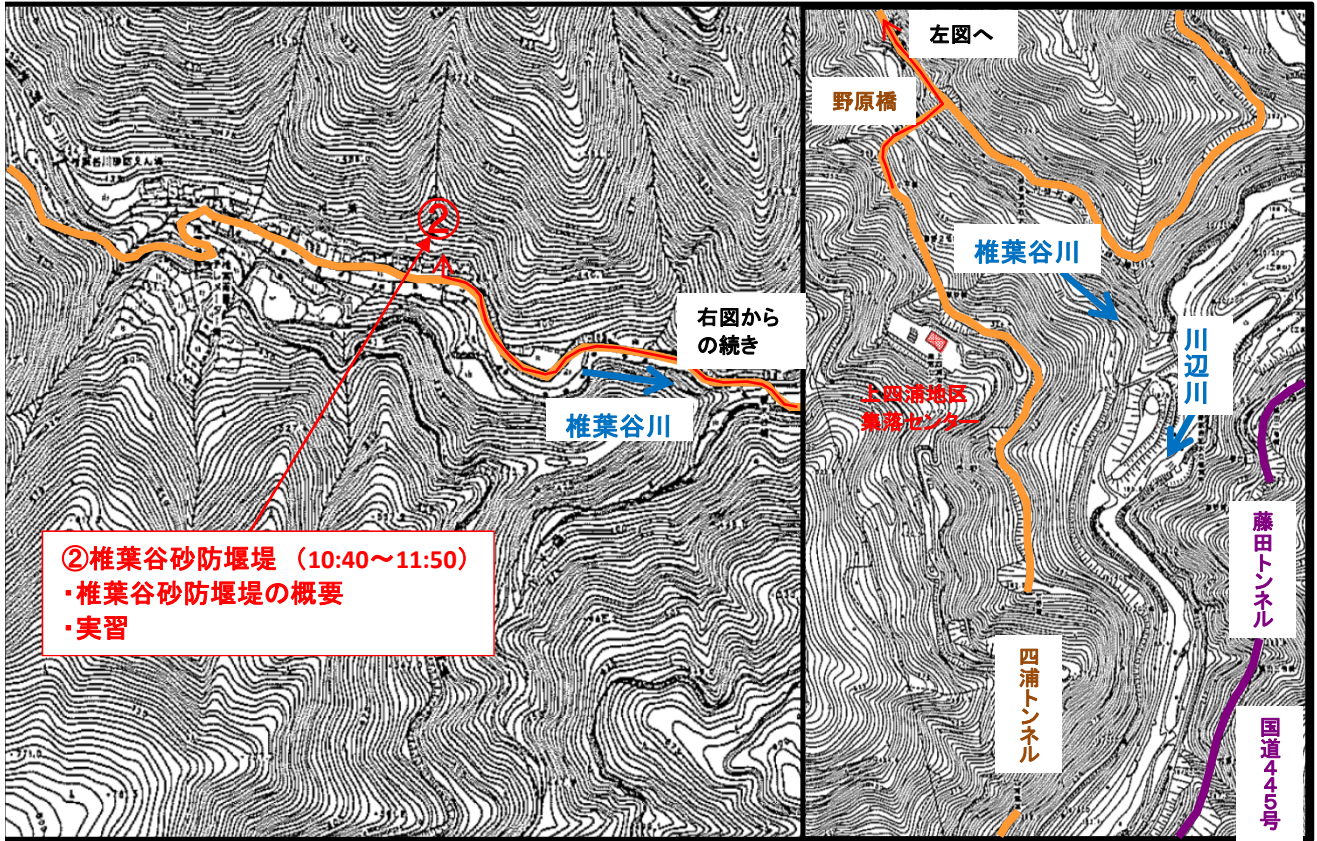 ②
②椎葉谷砂防堰堤 （10:40～11:50）
・椎葉谷砂防堰堤の概要
・実習
椎葉谷川
右図から
の続き
左図へ
野原橋
椎葉谷川
川辺川
上四浦地区
集落センター
藤田トンネル
四浦トンネル
国道445号